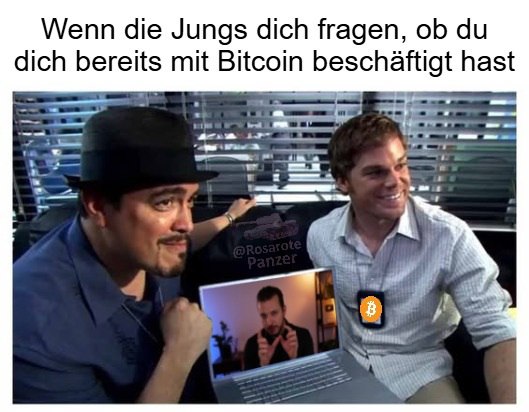 Wenn die Jungs dich fragen, ob du
dich bereits mit Bitcoin beschäftigt hast
@Rosarote
Panzer
₿